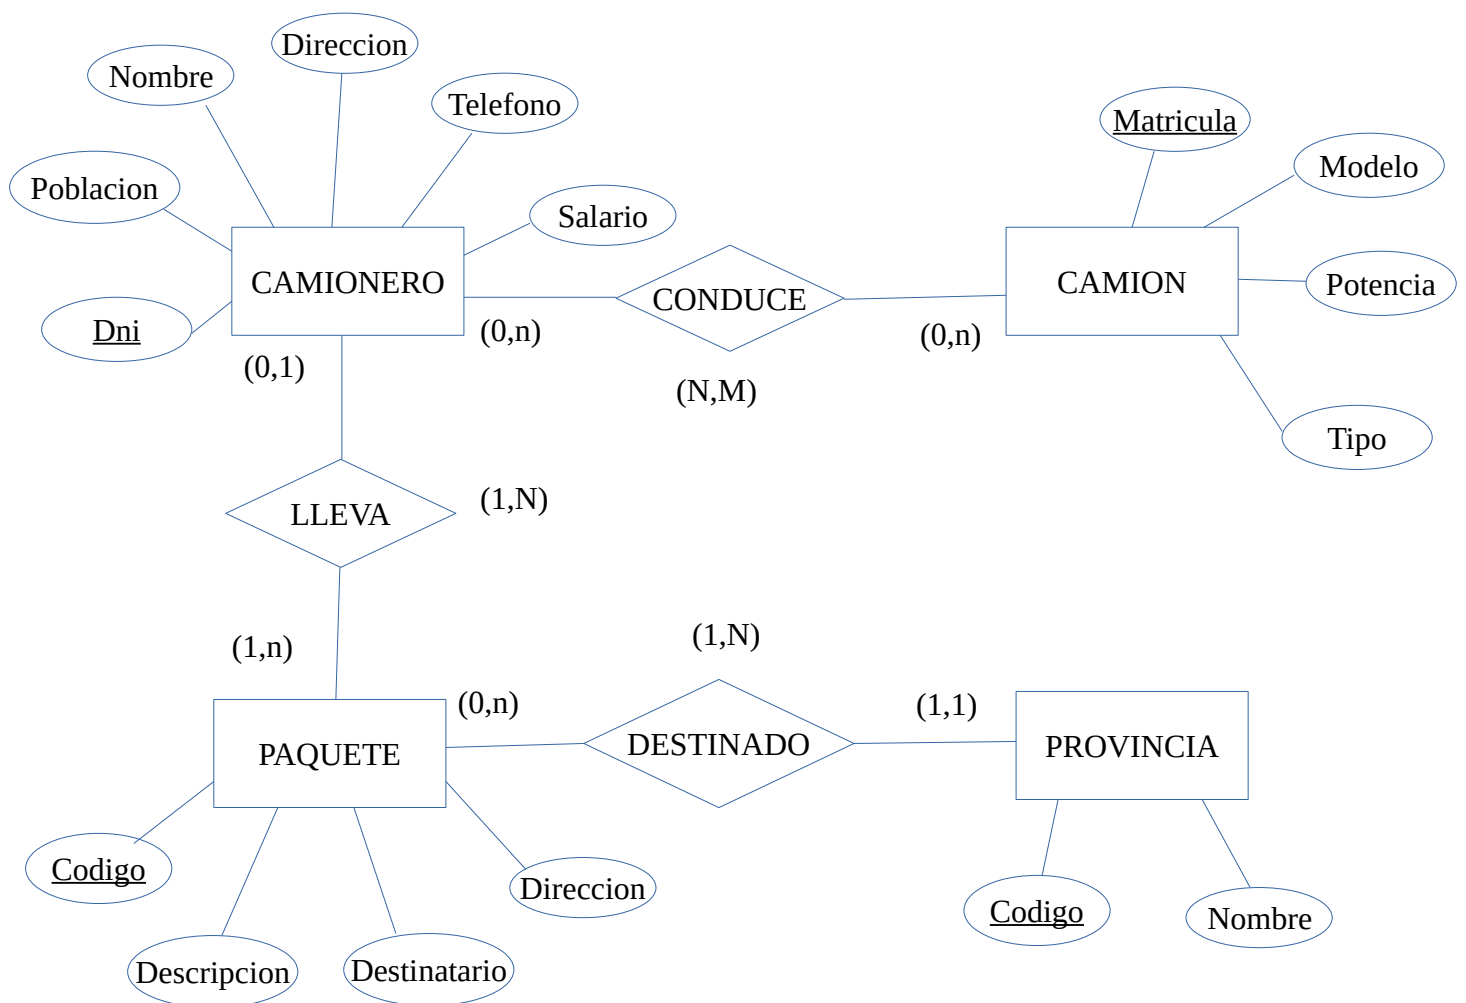 Direccion
Nombre
Telefono
Matricula
Modelo
Poblacion
Salario
CAMIONERO
CONDUCE
CAMION
Potencia
Dni
(0,n)
(0,n)
(0,1)
(N,M)
Tipo
LLEVA
(1,N)
(1,n)
(1,N)
(0,n)
(1,1)
PAQUETE
DESTINADO
PROVINCIA
Codigo
Direccion
Codigo
Nombre
Descripcion
Destinatario